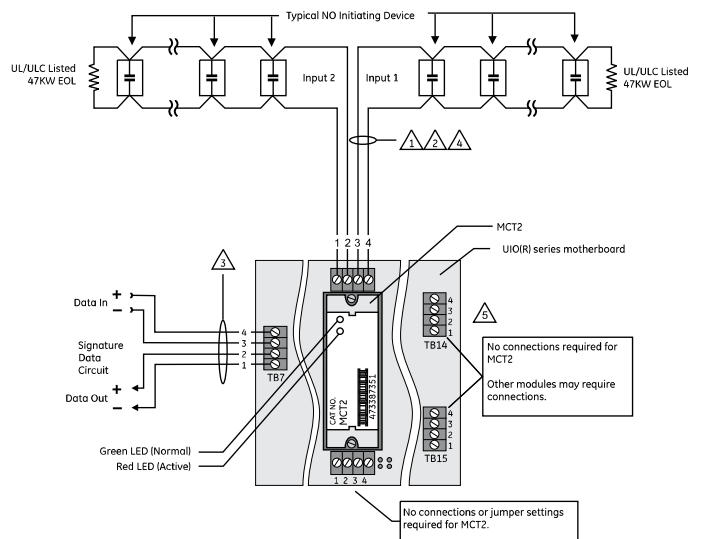 Typical NO Initiating Device
UL/ULC Listed
47KW EOL
Input 2
Input 1
UL/ULC Listed
47KW EOL
1 2 4
1 2 3 4
MCT2
UIO(R) series motherboard
3
Data In
+
−
Signature
Data
Circuit
+
Data Out
−
4
3
2
1
TB7
CAT NO.
MCT2
473387351
4
3
2
1
TB14
5
No connections required for
MCT2
Other modules may require
connections.
4
3
2
1
TB15
Green LED (Normal)
Red LED (Active)
1 2 3 4
No connections or jumper settings
required for MCT2.